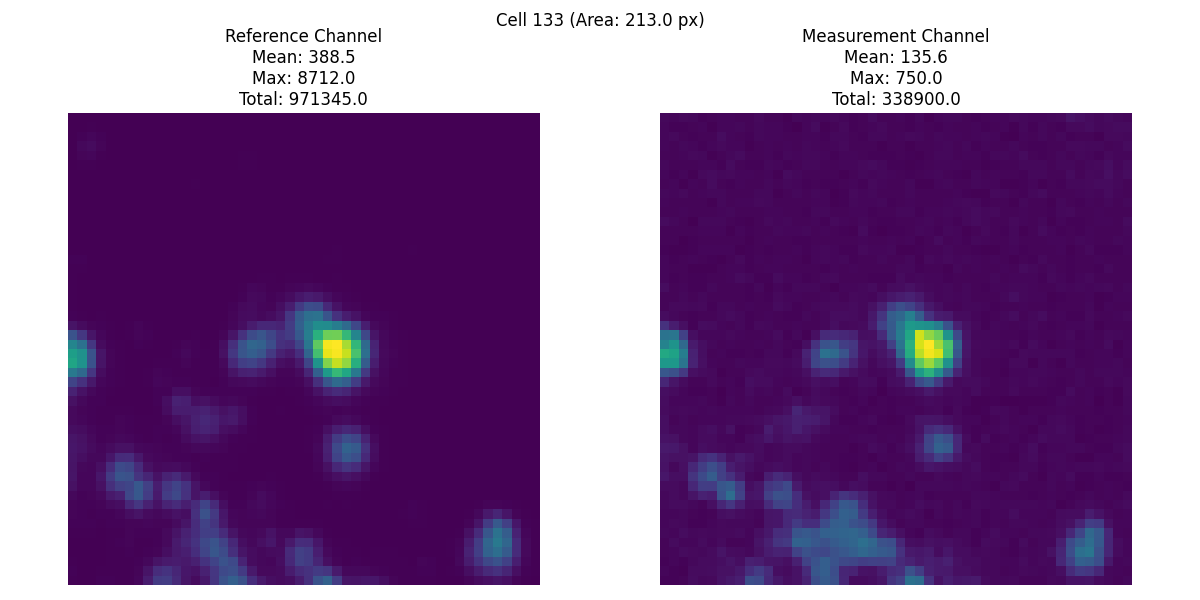 Cell 133 (Area: 213.0 px)
Reference Channel
Mean: 388.5
Max: 8712.0
Total: 971345.0
Measurement Channel
Mean: 135.6
Max: 750.0
Total: 338900.0